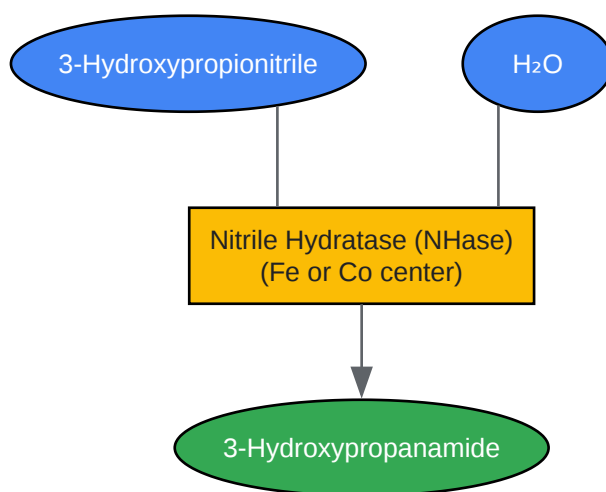 3-Hydroxypropionitrile
H₂O
Nitrile Hydratase (NHase)
(Fe or Co center)
3-Hydroxypropanamide